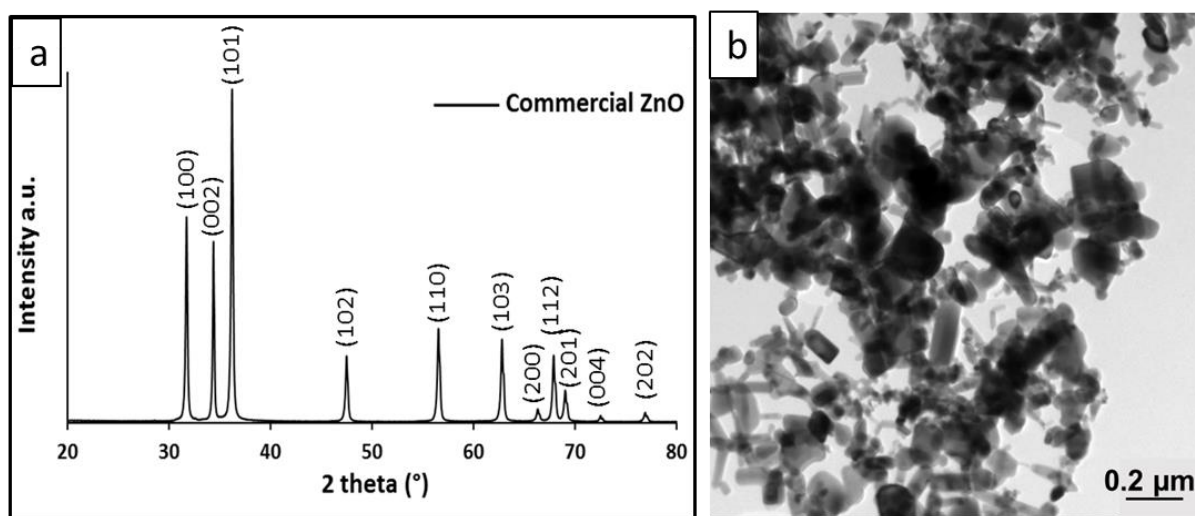 a
Intensity a.u.
(100)
(002)
(101)
(102)
(110)
(103)
(200)
(112)
(201)
(004)
(202)
Commercial ZnO
20 30 40 50 60 70 80
2 theta (°)
b
0.2 µm